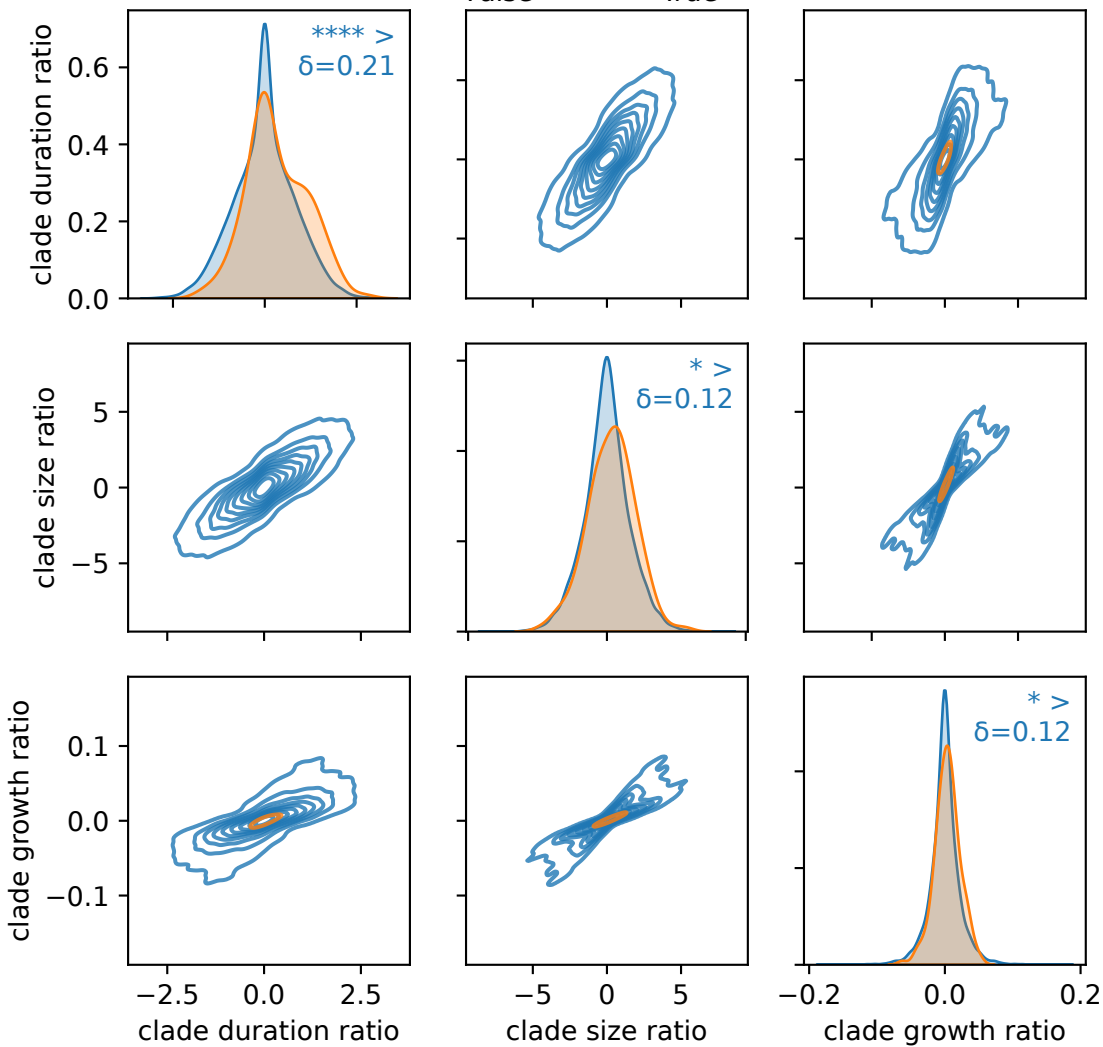 **** >
δ=0.21
clade duration ratio
0.6
0.4
0.2
0.0
* >
δ=0.12
clade size ratio
5
0
−5
* >
δ=0.12
clade growth ratio
0.1
0.0
−0.1
−2.5 0.0 2.5 −5 0 5 −0.2 0.0 0.2
clade duration ratio clade size ratio clade growth ratio